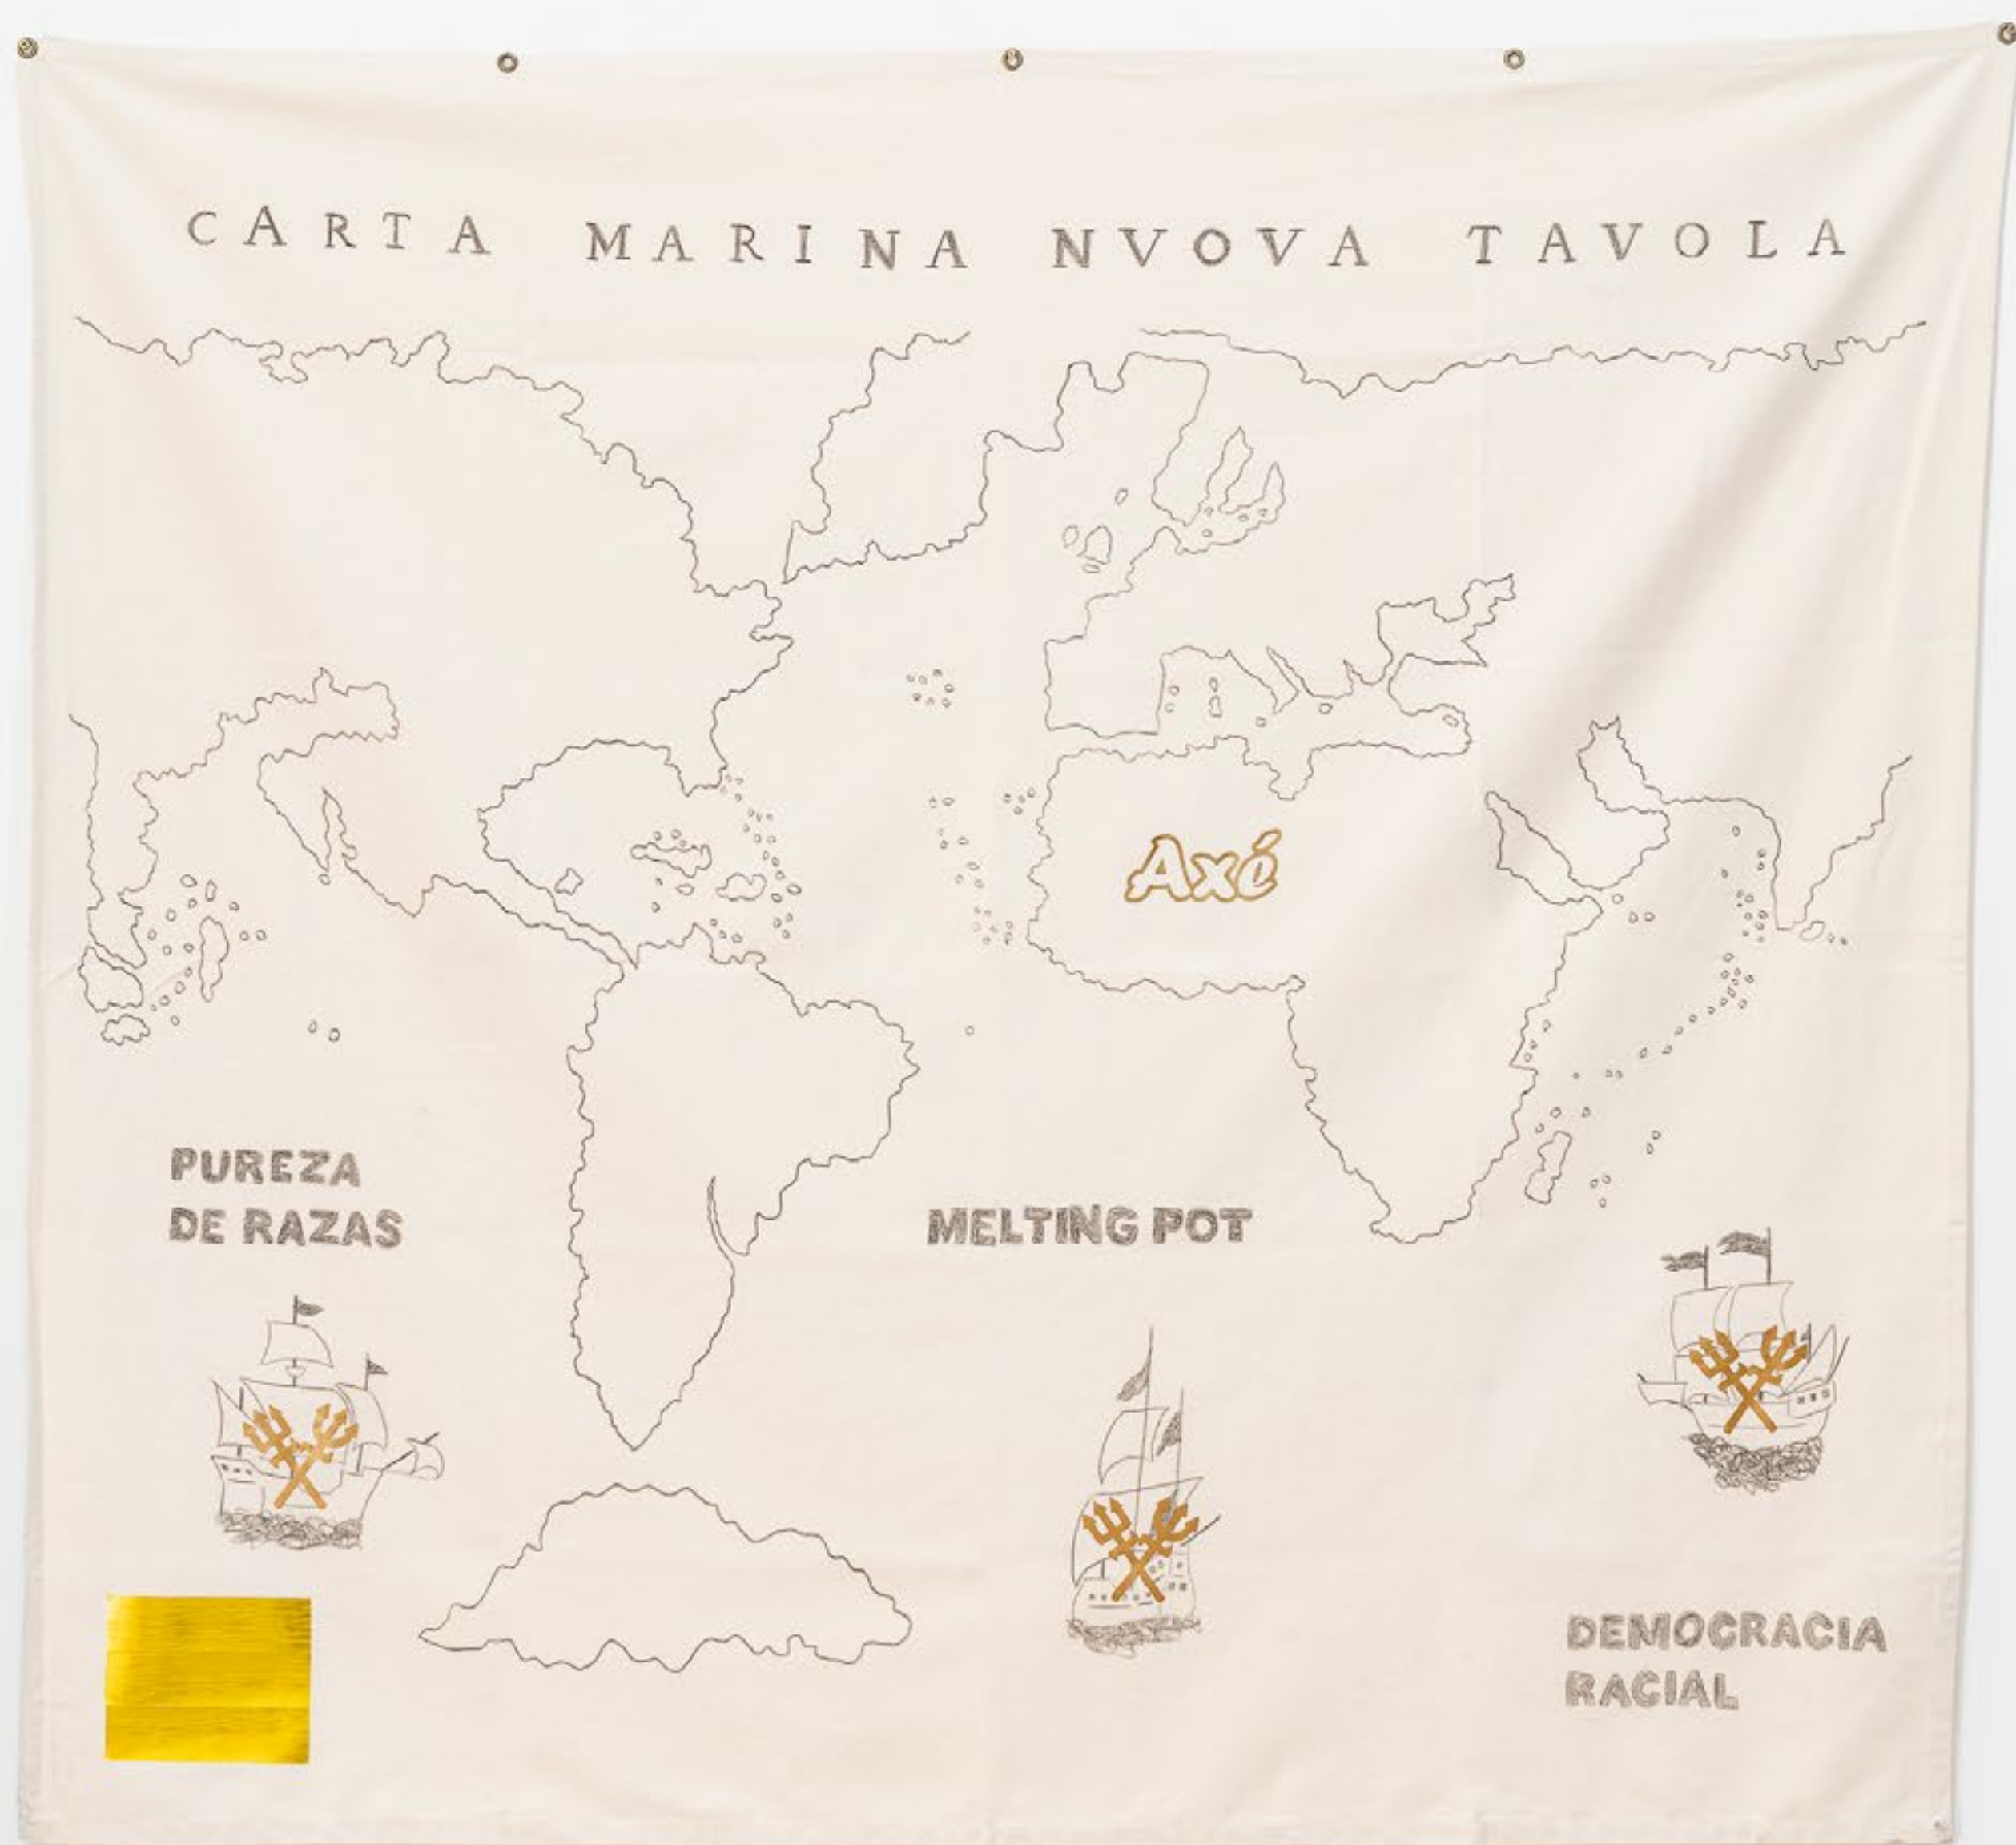 CARTA MARINA NVOVA TAVOLA
Axé
PUREZA
DE RAZAS
MELTING POT
DEMOCRACIA
RACIAL